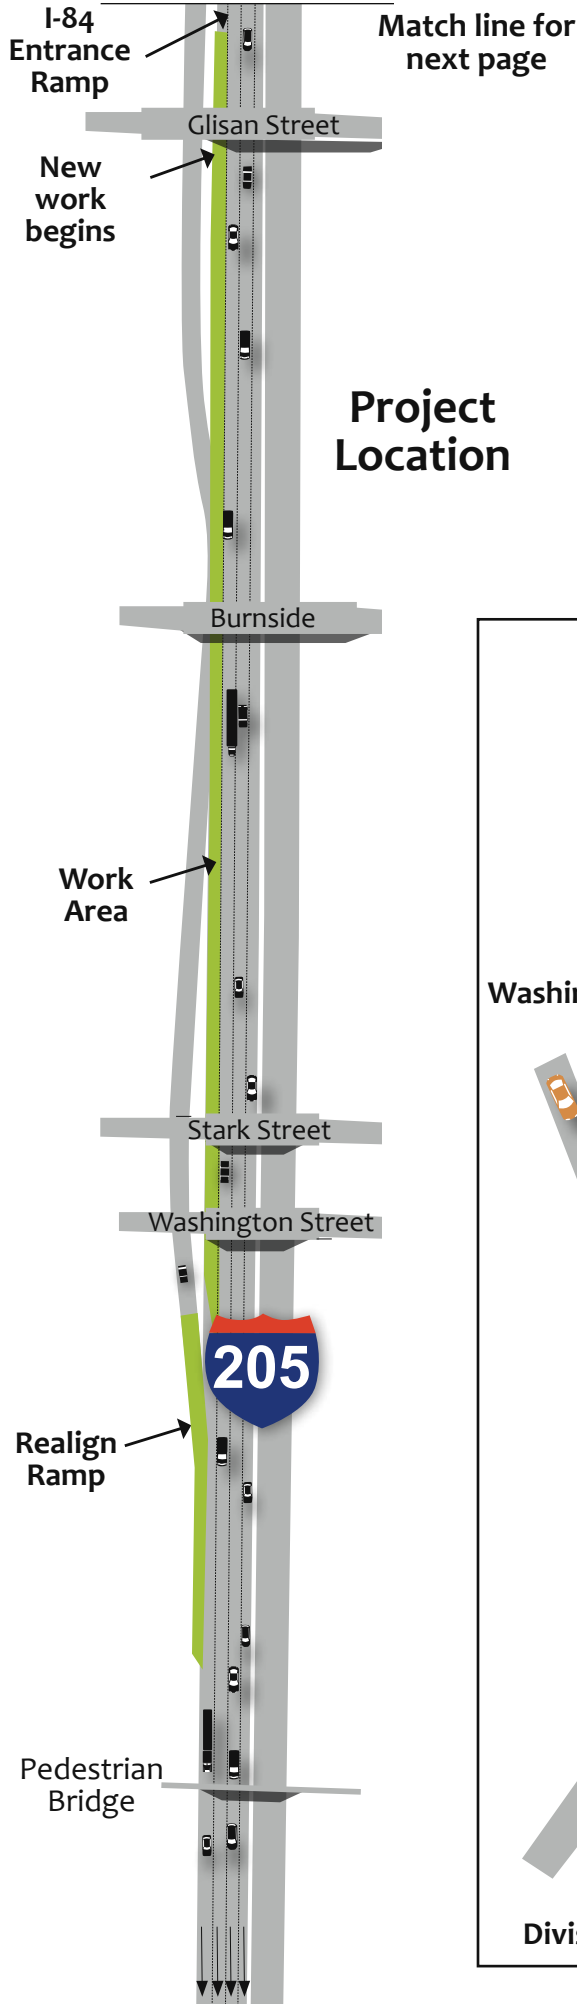 I-84
Entrance
Ramp
Match line for
next page
Glisan Street
New
work
begins
Project
Location
Burnside
Work
Area
Stark Street
Washington Street
205
Realign
Ramp
Pedestrian
Bridge